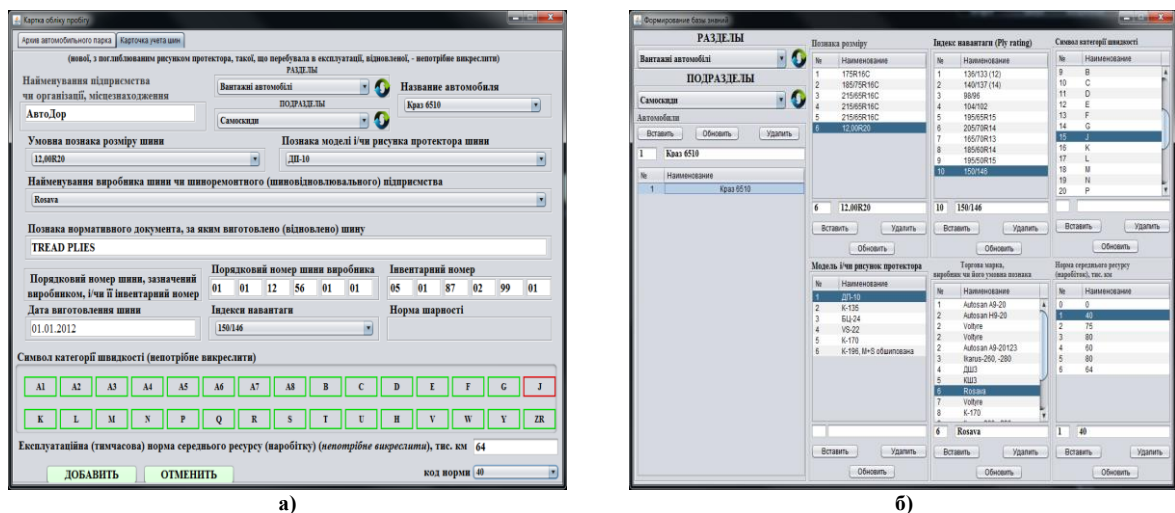 Картка обліку пробігу
Архив автомобильного парка
Карточка учета шин
(нової, з поглиблюваним рисунком протектора, такої, що перебувала в експлуатації, відновленої, - непотрібне викреслити)
РАЗДЕЛЫ
Найменування підприємства
чи організації, місцезнаходження
АвтоДор
Вантажні автомобілі
ПОДРАЗДЕЛЫ
Самоскиди
Название автомобиля
Краз 6510
Умовна познака розміру шини
12,00R20
Познака моделі і/чи рисунка протектора шини
ДП-10
Найменування виробника шини чи шиноремонтного (шиновідновлювального) підприємства
Rosava
Познака нормативного документа, за яким виготовлено (відновлено) шину
TREAD PLIES
Порядковий номер шини, зазначений
виробником, і/чи її інвентарний номер
Порядковий номер шини виробника
01 01 12 56 01 01
Інвентарний номер
05 01 87 02 99 01
Дата виготовлення шини
01.01.2012
Індекси навантаги
150/146
Норма шарності
Символ категорії швидкості (непотрібне викреслити)
A1 A2 A3 A4 A5 A6 A7 A8 B C D E F G J
K L M N P Q R S T U H V W Y ZR
Експлуатаційна (тимчасова) норма середнього ресурсу (наробітку) (непотрібне викреслити), тис. км 64
ДОБАВИТЬ
ОТМЕНИТЬ
код норми 40
а)
Формирование базы знаний
РАЗДЕЛЫ
Вантажні автомобілі
ПОДРАЗДЕЛЫ
Самоскиди
Автомобили
Вставить Обновить Удалить
1 Краз 6510
№ Наименование
1 Краз 6510
Познака розміру
№ Наименование
1 175R16C
2 185/75R16C
3 215/65R16C
4 215/65R16C
5 215/65R16C
6 12,00R20
6 12,00R20
Вставить Удалить
Обновить
Индекс навантаги (Ply rating)
№ Наименование
1 136/133 (12)
2 140/137 (14)
3 98/96
4 104/102
5 195/65R15
6 205/70R14
7 165/70R13
8 185/60R14
9 195/50R15
10 150/146
10 150/146
Вставить Удалить
Обновить
Символ категорії швидкості
№ Наименование
9 B
10 C
11 D
12 E
13 F
14 G
15 J
16 K
17 L
18 M
19 N
20 P
Вставить Удалить
Обновить
Модель і/чи рисунок протектора
№ Наименование
1 ДП-10
2 К-135
3 БЦ-24
4 VS-22
5 К-170
6 К-196, M+S обшипована
Вставить Удалить
Обновить
Торгова марка,
виробник чи його умовна познака
№ Наименование
1 Autosan A9-20
2 Autosan H9-20
2 Voltyre
2 Voltyre
2 Autosan A9-20123
3 Ikarus-260, -280
4 ДШЗ
5 КШЗ
6 Rosava
7 Voltyre
8 К-170
6 Rosava
Вставить Удалить
Обновить
Норма середнього ресурсу
(наробіток), тис. км
№ Наименование
0 0
1 40
2 75
3 80
4 60
5 80
6 64
1 40
Вставить Удалить
Обновить
б)